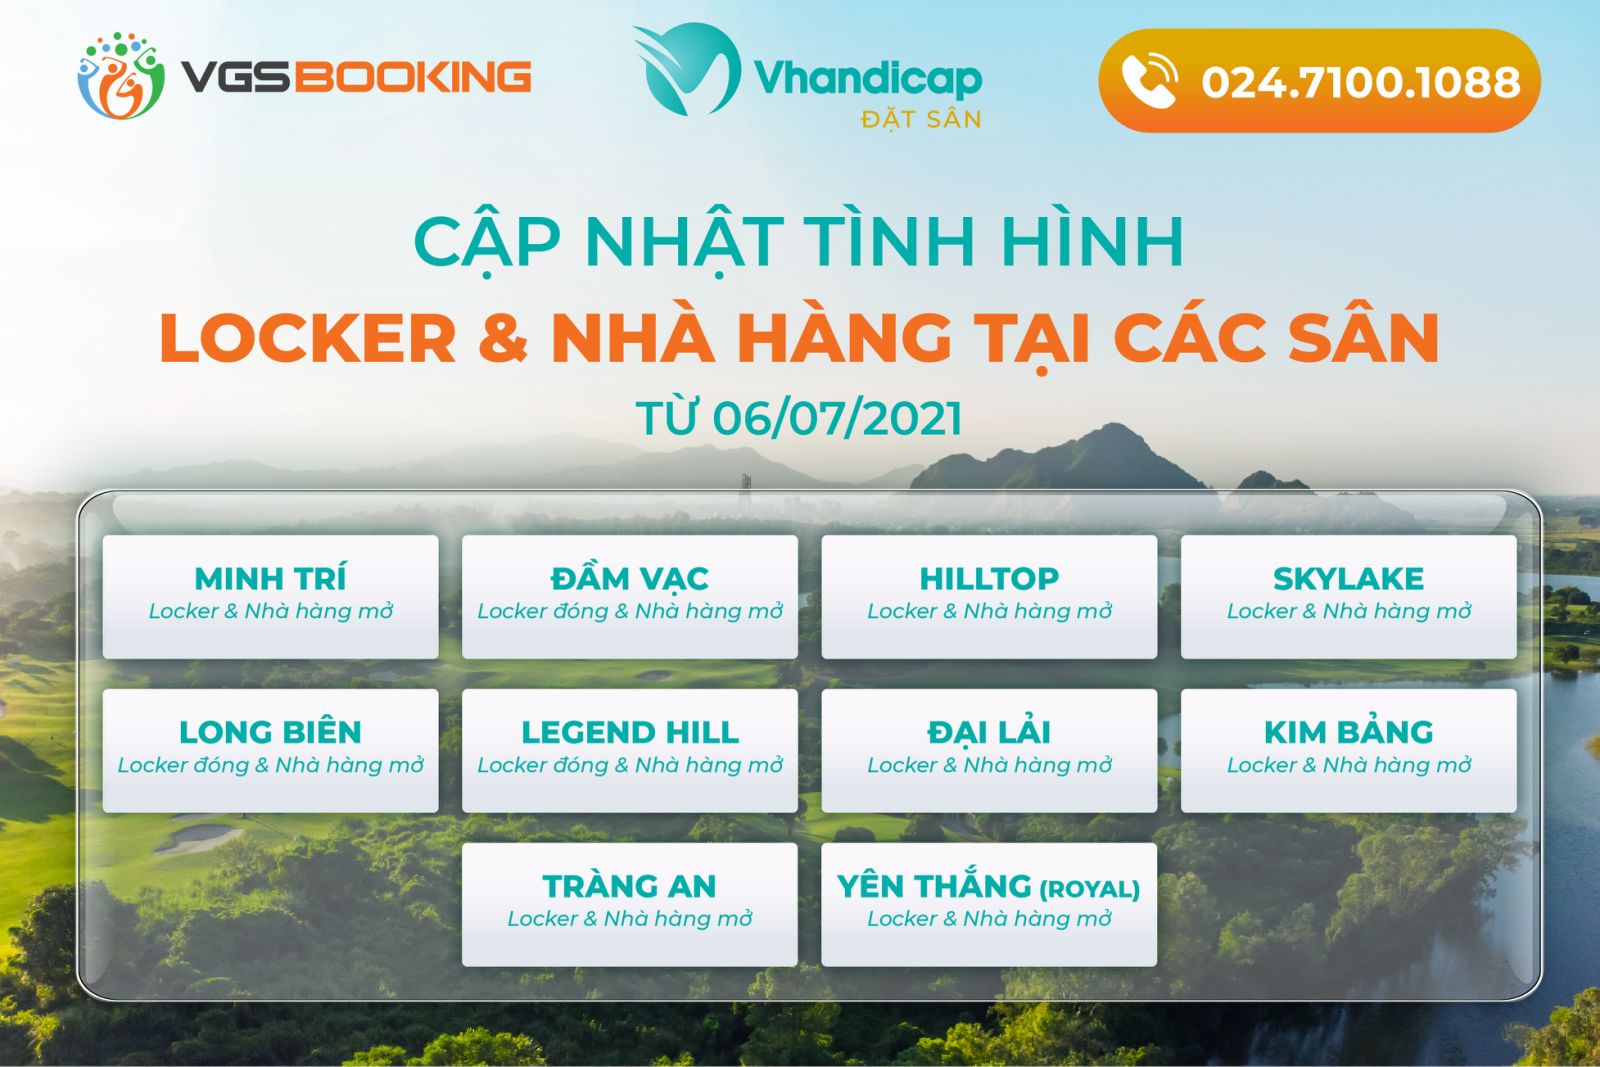 VGSBOOKING
Vhandicap
ĐẶT SÂN
024.7100.1088
CẬP NHẬT TÌNH HÌNH
LOCKER & NHÀ HÀNG TẠI CÁC SÂN
TỪ 06/07/2021
MINH TRÍ
Locker & Nhà hàng mở
ĐẦM VẠC
Locker đóng & Nhà hàng mở
HILLTOP
Locker & Nhà hàng mở
SKYLAKE
Locker & Nhà hàng mở
LONG BIÊN
Locker đóng & Nhà hàng mở
LEGEND HILL
Locker đóng & Nhà hàng mở
ĐẠI LẢI
Locker & Nhà hàng mở
KIM BẢNG
Locker & Nhà hàng mở
TRÀNG AN
Locker & Nhà hàng mở
YÊN THẮNG (ROYAL)
Locker & Nhà hàng mở